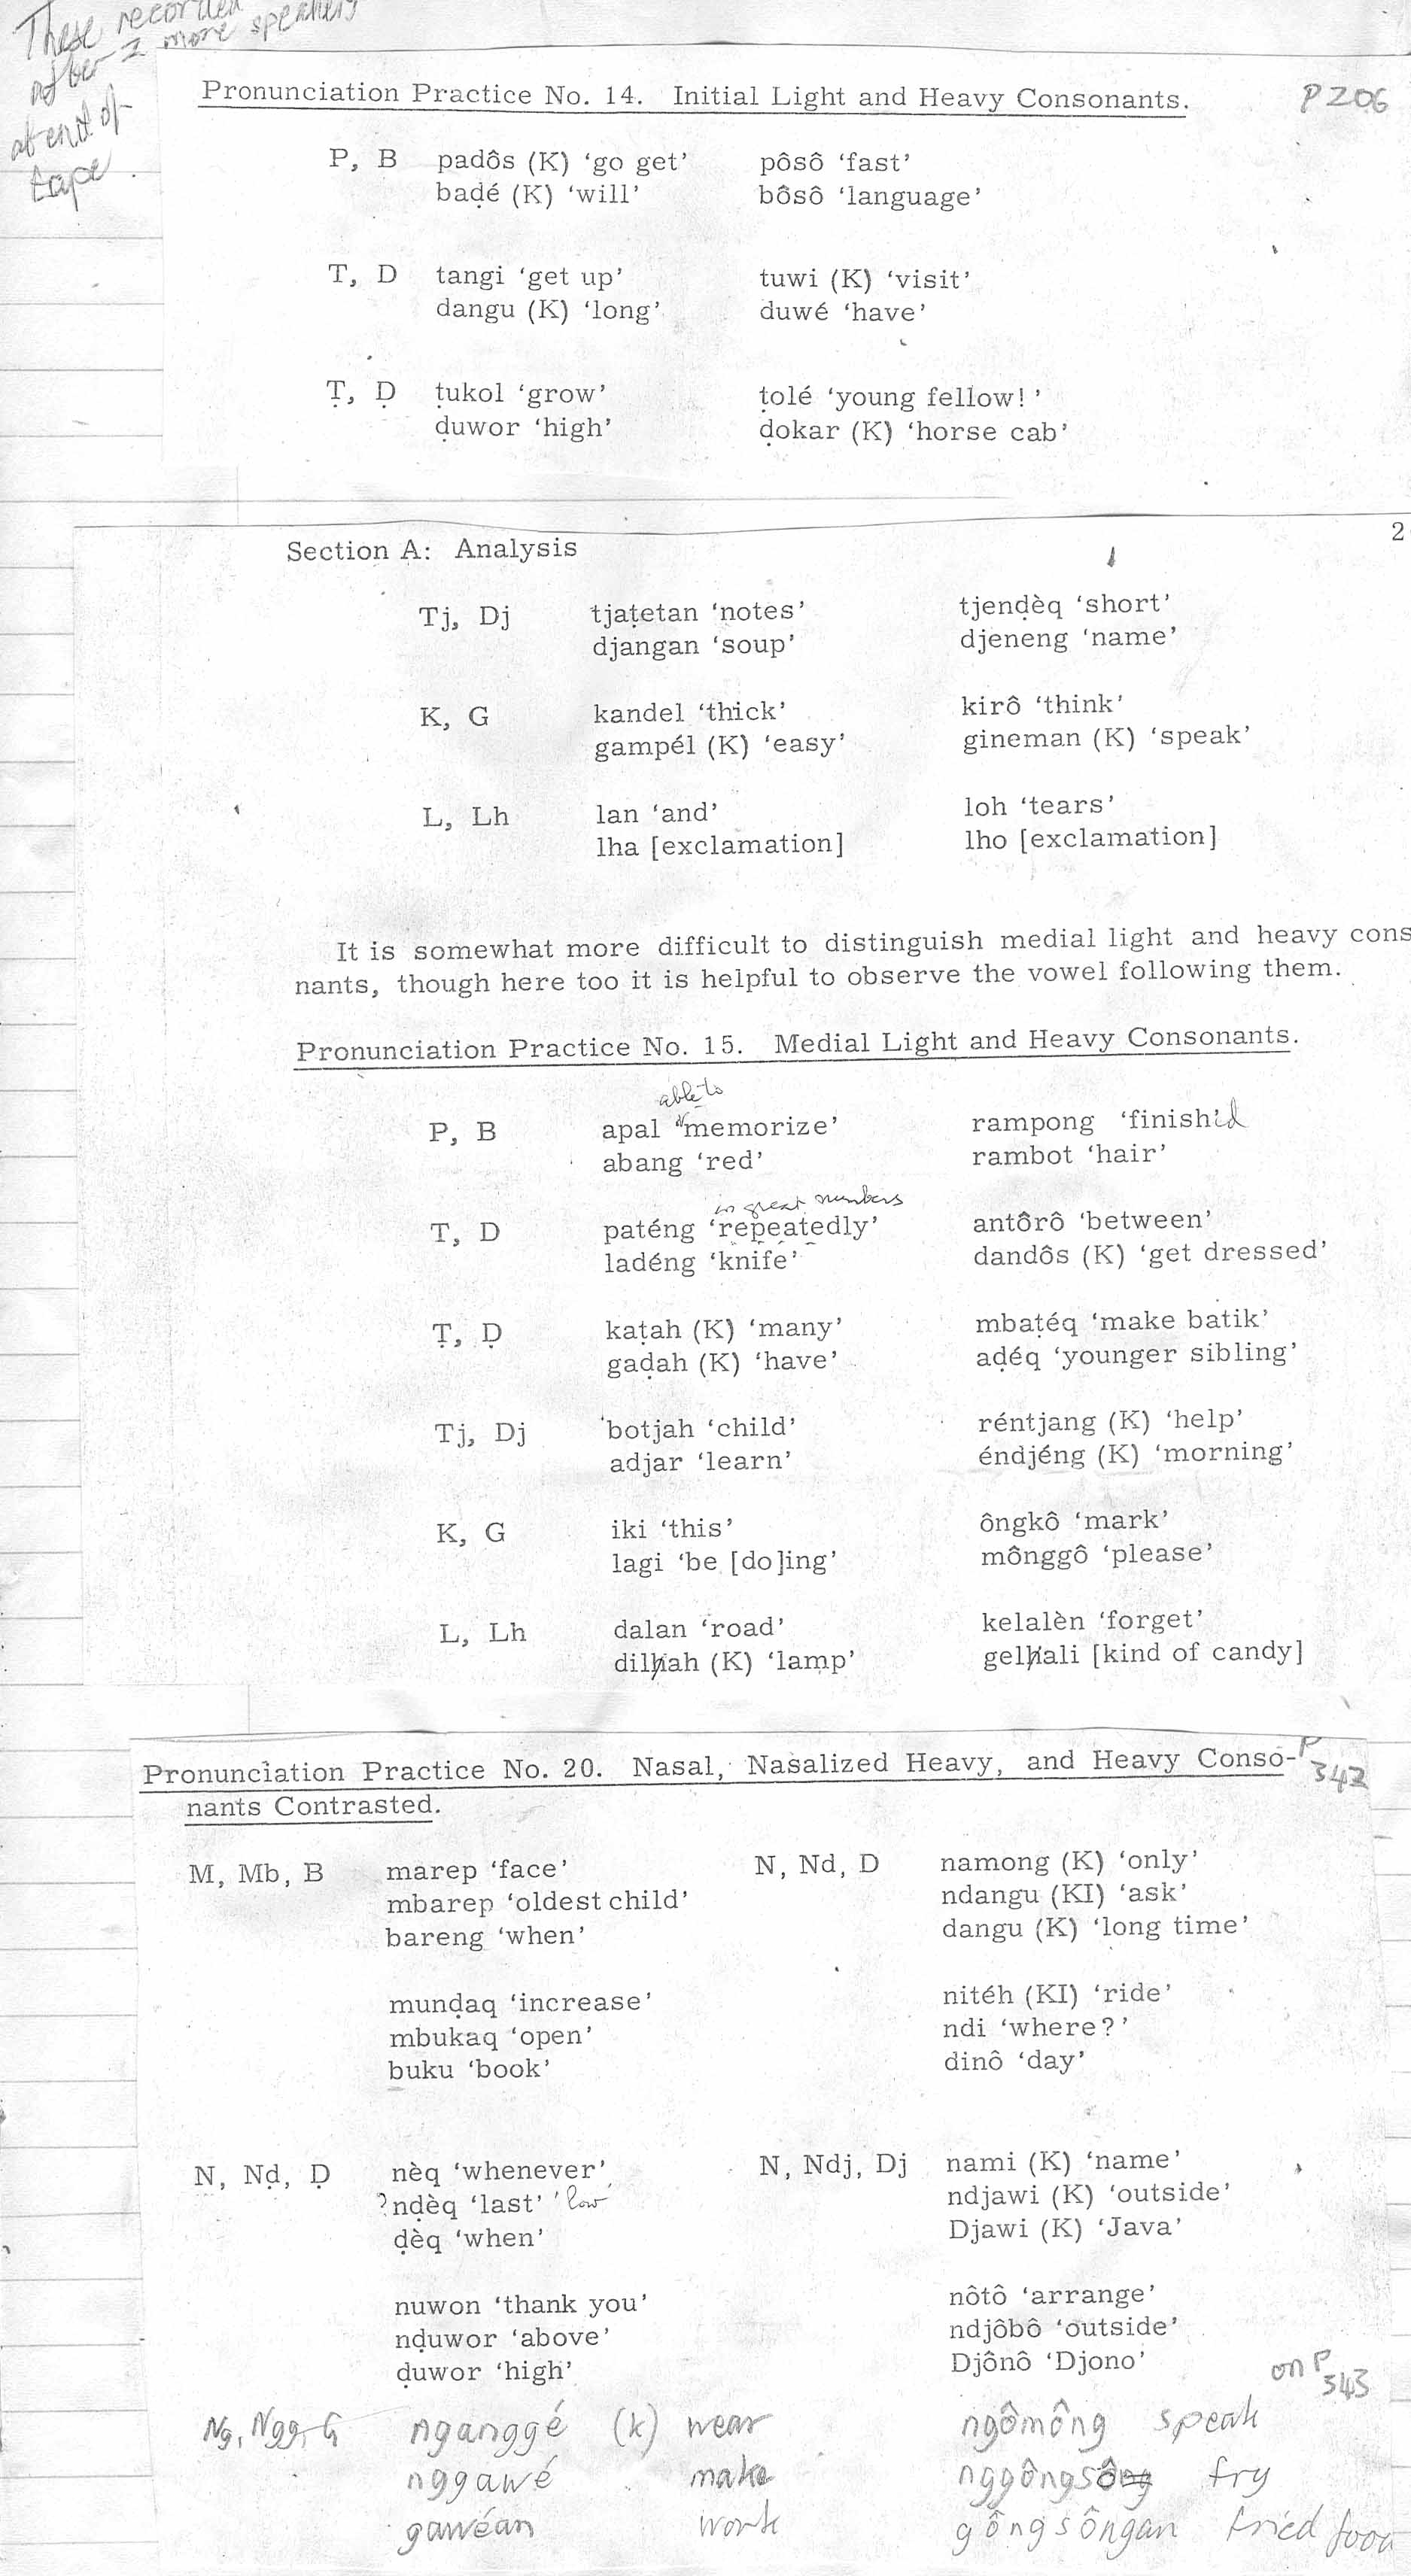 These recorded
after 2 more speakers
at end of
tape.
Pronunciation Practice No. 14. Initial Light and Heavy Consonants. P 206
P, B padôs (K) ‘go get’ pôsô ‘fast’
baḍé (K) ‘will’ bôsô ‘language’
T, D tangi ‘get up’ tuwi (K) ‘visit’
dangu (K) ‘long’ duwé ‘have’
Ṭ, Ḍ ṭukol ‘grow’ ṭolé ‘young fellow!’
ḍuwor ‘high’ ḍokar (K) ‘horse cab’
2
Section A: Analysis
Tj, Dj tjaṭetan ‘notes’ tjenḍèq ‘short’
djangan ‘soup’ djeneng ‘name’
K, G kandel ‘thick’ kirô ‘think’
gampél (K) ‘easy’ gineman (K) ‘speak’
L, Lh lan ‘and’ loh ‘tears’
lha [exclamation] lho [exclamation]
It is somewhat more difficult to distinguish medial light and heavy cons
nants, though here too it is helpful to observe the vowel following them.
Pronunciation Practice No. 15. Medial Light and Heavy Consonants.
able to
P, B apal ‘memorize’ rampong ‘finish’d
abang ‘red’ rambot ‘hair’
in great numbers
T, D paténg ‘repeatedly’ antôrô ‘between’
ladéng ‘knife’ dandôs (K) ‘get dressed’
Ṭ, Ḍ kaṭah (K) ‘many’ mbaṭéq ‘make batik’
gaḍah (K) ‘have’ aḍéq ‘younger sibling’
Tj, Dj botjah ‘child’ réntjang (K) ‘help’
adjar ‘learn’ éndjéng (K) ‘morning’
K, G iki ‘this’ ôngkô ‘mark’
lagi ‘be [do]ing’ mônggô ‘please’
L, Lh dalan ‘road’ kelalèn ‘forget’
dilhah (K) ‘lamp’ gelhali [kind of candy]
Pronunciation Practice No. 20. Nasal, Nasalized Heavy, and Heavy Conso- P 342
nants Contrasted.
M, Mb, B marep ‘face’ N, Nd, D namong (K) ‘only’
mbarep ‘oldest child’ ndangu (KI) ‘ask’
bareng ‘when’ dangu (K) ‘long time’
munḍaq ‘increase’ nitéh (KI) ‘ride’
mbukaq ‘open’ ndi ‘where?’
buku ‘book’ dinô ‘day’
N, Nḍ, Ḍ nèq ‘whenever’ N, Ndj, Dj nami (K) ‘name’
? nḍèq ‘last’ ‘low’ ndjawi (K) ‘outside’
ḍèq ‘when’ Djawi (K) ‘Java’
nuwon ‘thank you’ nôtô ‘arrange’
nḍuwor ‘above’ ndjôbô ‘outside’
ḍuwor ‘high’ Djônô ‘Djono’ on P 343
Ng, Ngg, G nganggé (k) wear ngômông speak
nggawé make nggôngsô fry
gawéan work gôngsôngan fried food